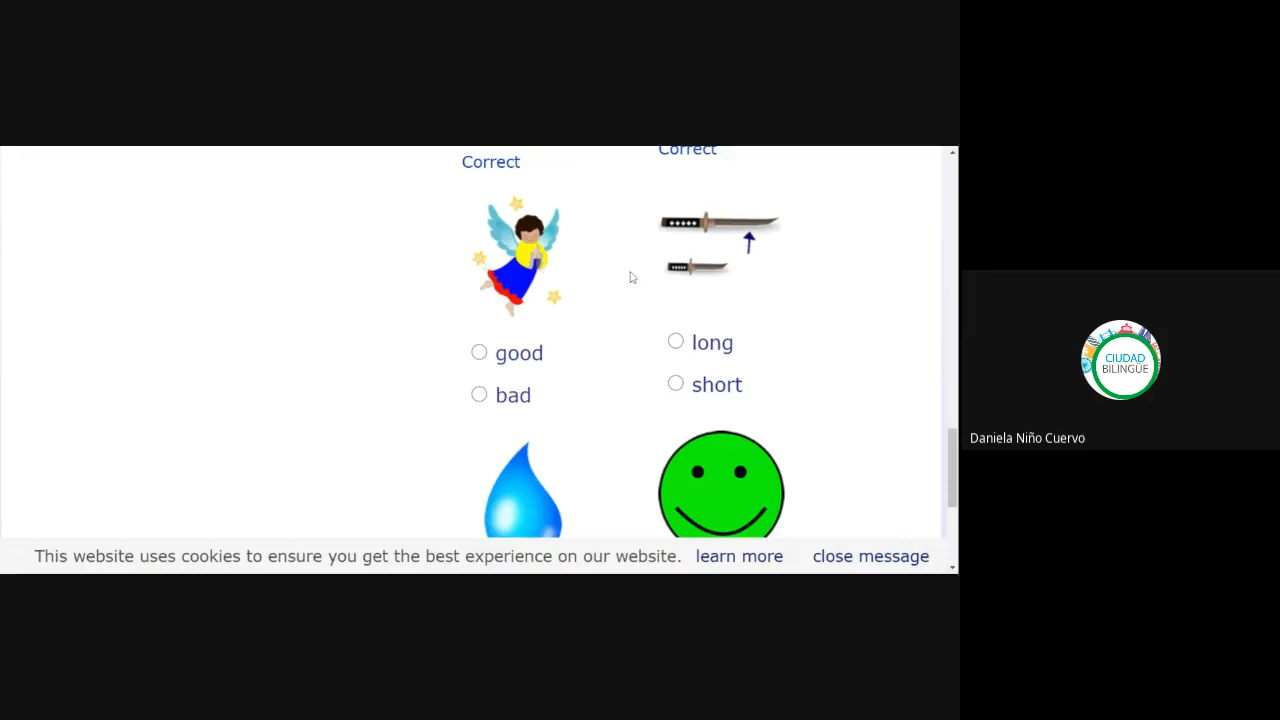 Correct
Correct
good
bad
long
short
This website uses cookies to ensure you get the best experience on our website. learn more close message
CIUDAD
BILINGÜE
Daniela Niño Cuervo